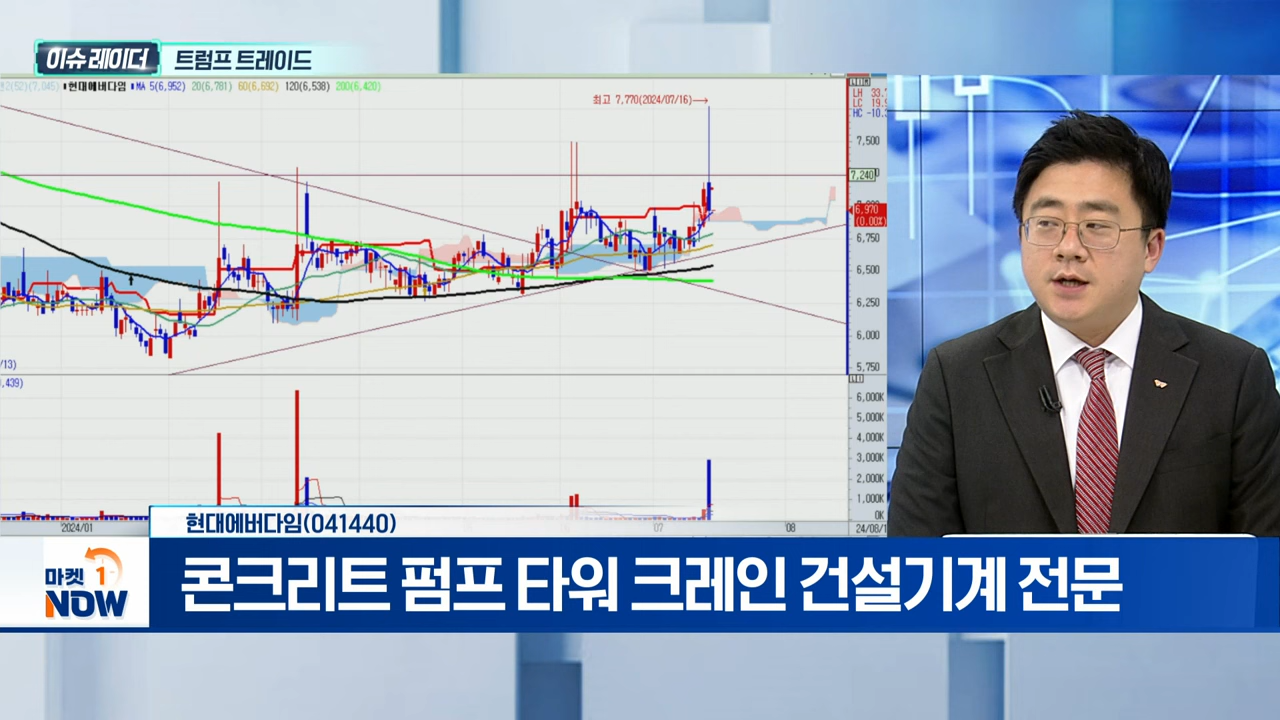 이슈 레이더 트럼프 트레이드
현대에버다임 MA 5(6,952) 20(6,781) 60(6,692) 120(6,538) 200(6,420)
최고 7,770(2024/07/16)
7,500
7,240
6,970
(0.00%)
6,750
6,500
6,250
6,000
5,750
6,000K
5,000K
4,000K
3,000K
2,000K
1,000K
0K
2024/01
'07
'08
현대에버다임(041440)
마켓 1
NOW
콘크리트 펌프 타워 크레인 건설기계 전문